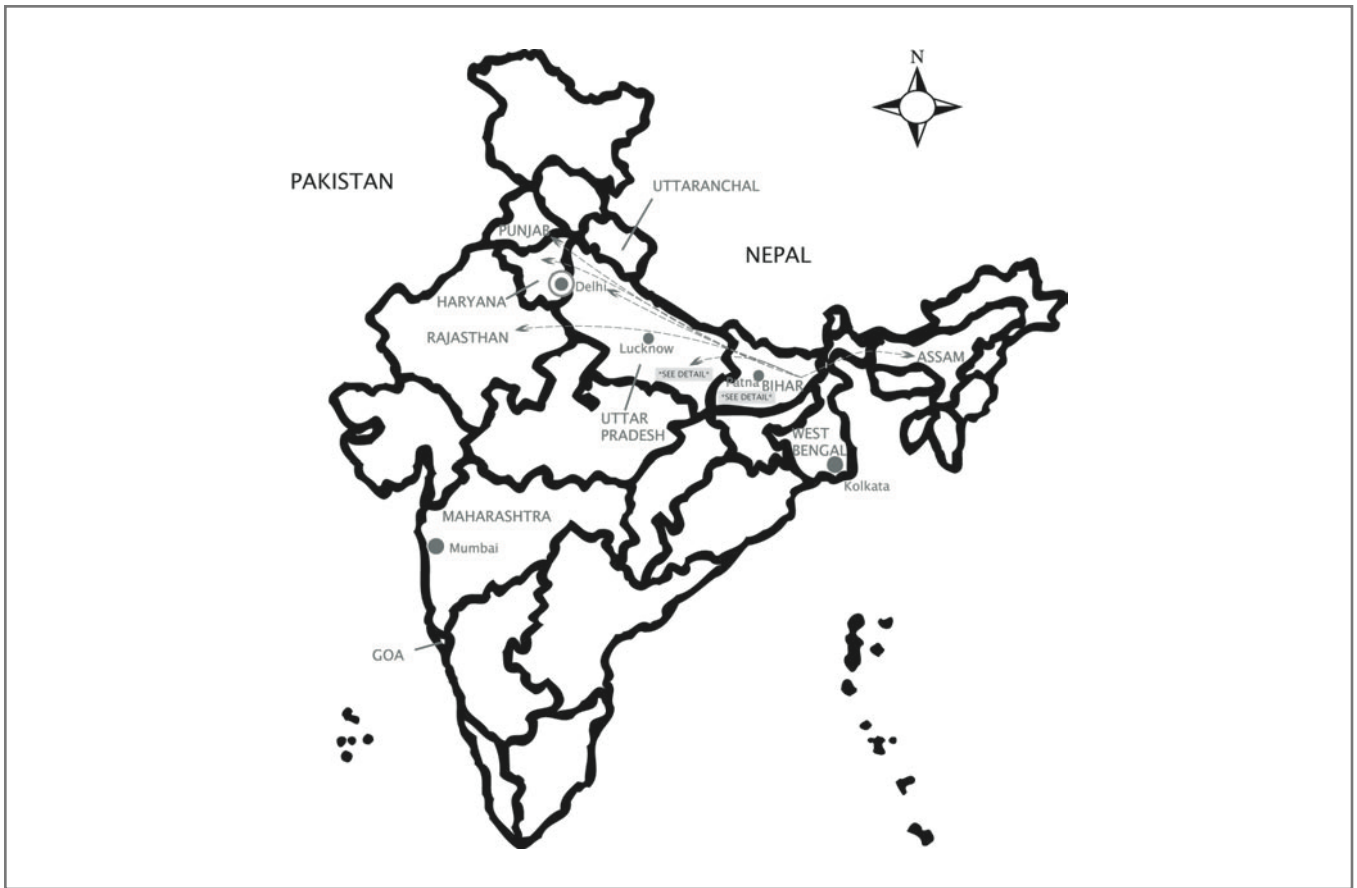 N
PAKISTAN
UTTARANCHAL
PUNJAB
NEPAL
Delhi
HARYANA
RAJASTHAN
Lucknow
ASSAM
*SEE DETAIL*
Patna
BIHAR
*SEE DETAIL*
UTTAR
PRADESH
WEST
BENGAL
Kolkata
MAHARASHTRA
Mumbai
GOA